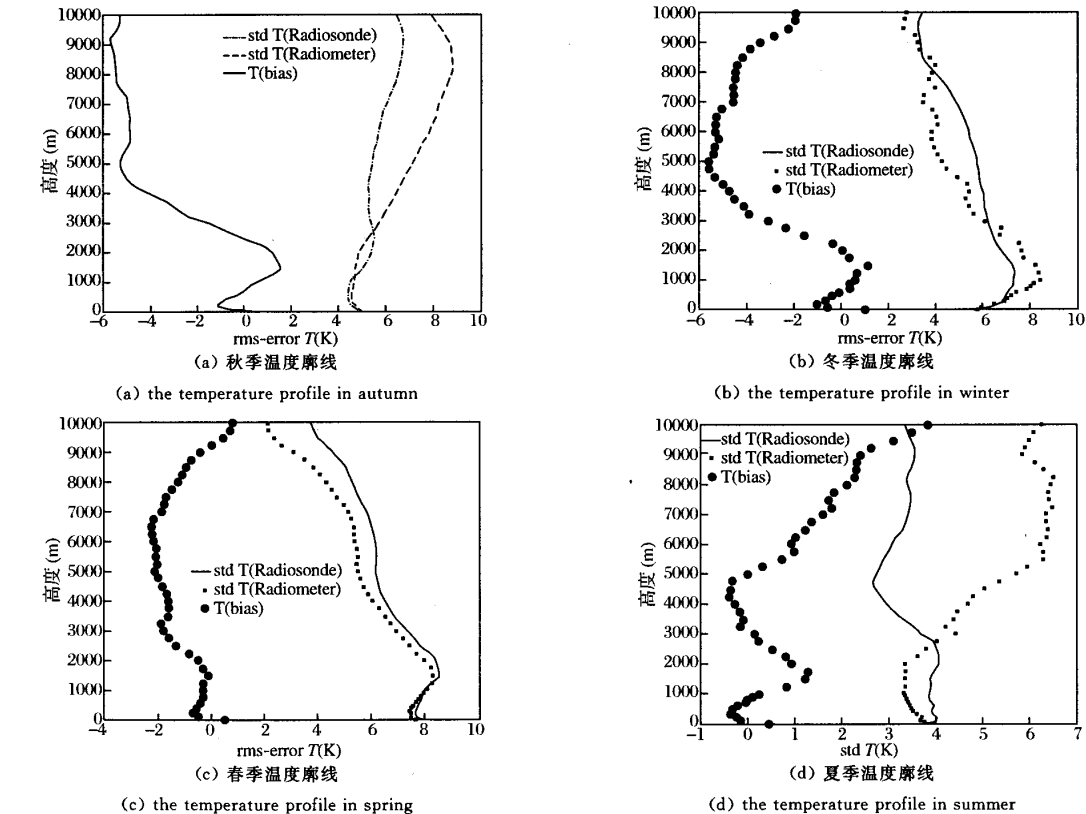 10000
9000
8000
7000
6000
5000
4000
3000
2000
1000
0
高度 (m)
std T(Radiosonde)
std T(Radiometer)
T(bias)
−6 −4 −2 0 2 4 6 8 10
rms-error T(K)
(a) 秋季温度廓线
(a) the temperature profile in autumn
10000
9000
8000
7000
6000
5000
4000
3000
2000
1000
0
高度 (m)
std T(Radiosonde)
std T(Radiometer)
T(bias)
−6 −4 −2 0 2 4 6 8 10
rms-error T(K)
(b) 冬季温度廓线
(b) the temperature profile in winter
10000
9000
8000
7000
6000
5000
4000
3000
2000
1000
0
高度 (m)
std T(Radiosonde)
std T(Radiometer)
T(bias)
−4 −2 0 2 4 6 8 10
rms-error T(K)
(c) 春季温度廓线
(c) the temperature profile in spring
10000
9000
8000
7000
6000
5000
4000
3000
2000
1000
0
高度 (m)
std T(Radiosonde)
std T(Radiometer)
T(bias)
−1 0 1 2 3 4 5 6 7
std T(K)
(d) 夏季温度廓线
(d) the temperature profile in summer